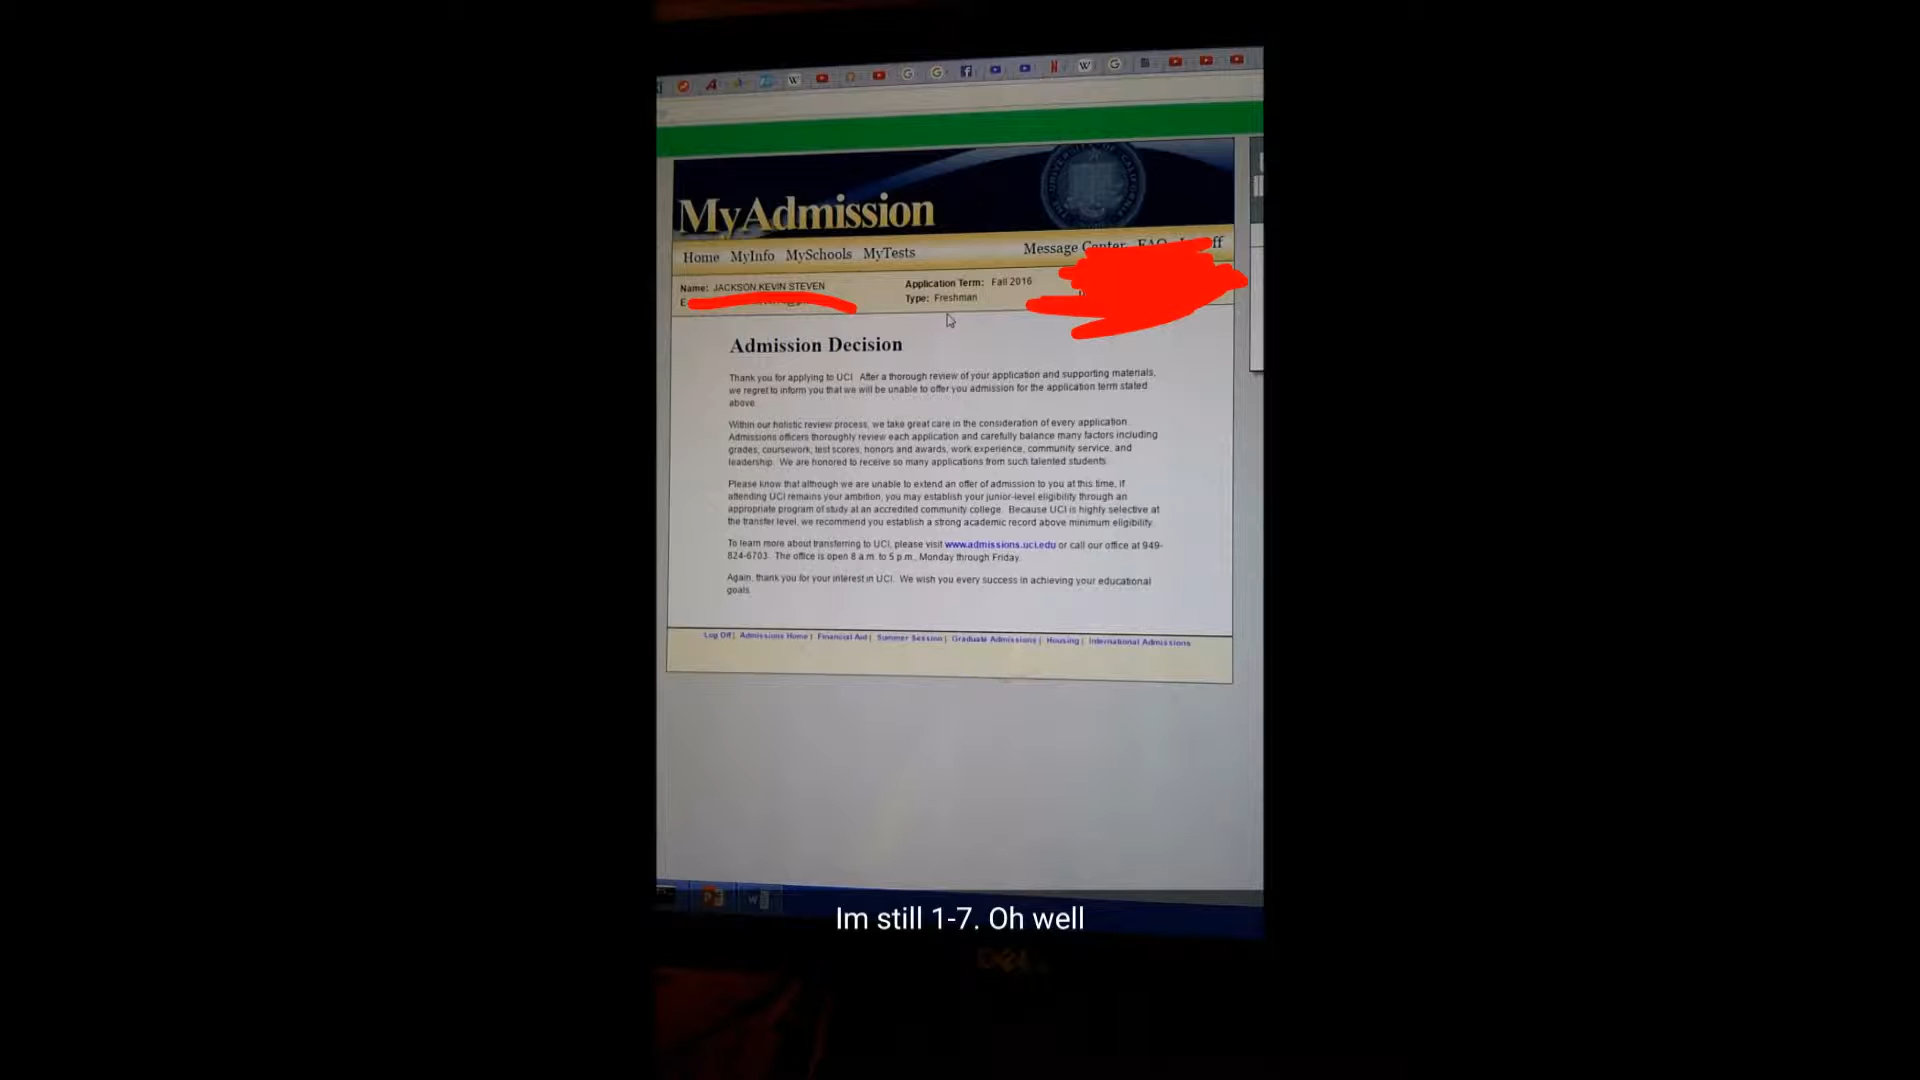 MyAdmission
Home MyInfo MySchools MyTests
Message Center FAQ
Name: JACKSON,KEVIN STEVEN
Application Term: Fall 2016
Type: Freshman
Admission Decision
Thank you for applying to UCI. After a thorough review of your application and supporting materials,
we regret to inform you that we will be unable to offer you admission for the application term stated
above.
Within our holistic review process, we take great care in the consideration of every application.
Admissions officers thoroughly review each application and carefully balance many factors including
grades, coursework, test scores, honors and awards, work experience, community service, and
leadership. We are honored to receive so many applications from such talented students.
Please know that although we are unable to extend an offer of admission to you at this time, if
attending UCI remains your ambition, you may establish your junior-level eligibility through an
appropriate program of study at an accredited community college. Because UCI is highly selective at
the transfer level, we recommend you establish a strong academic record above minimum eligibility.
To learn more about transferring to UCI, please visit www.admissions.uci.edu or call our office at 949-
824-6703. The office is open 8 a.m. to 5 p.m., Monday through Friday.
Again, thank you for your interest in UCI. We wish you every success in achieving your educational
goals.
Log Off | Admissions Home | Financial Aid | Summer Session | Graduate Admissions | Housing | International Admissions
Im still 1-7. Oh well
DELL